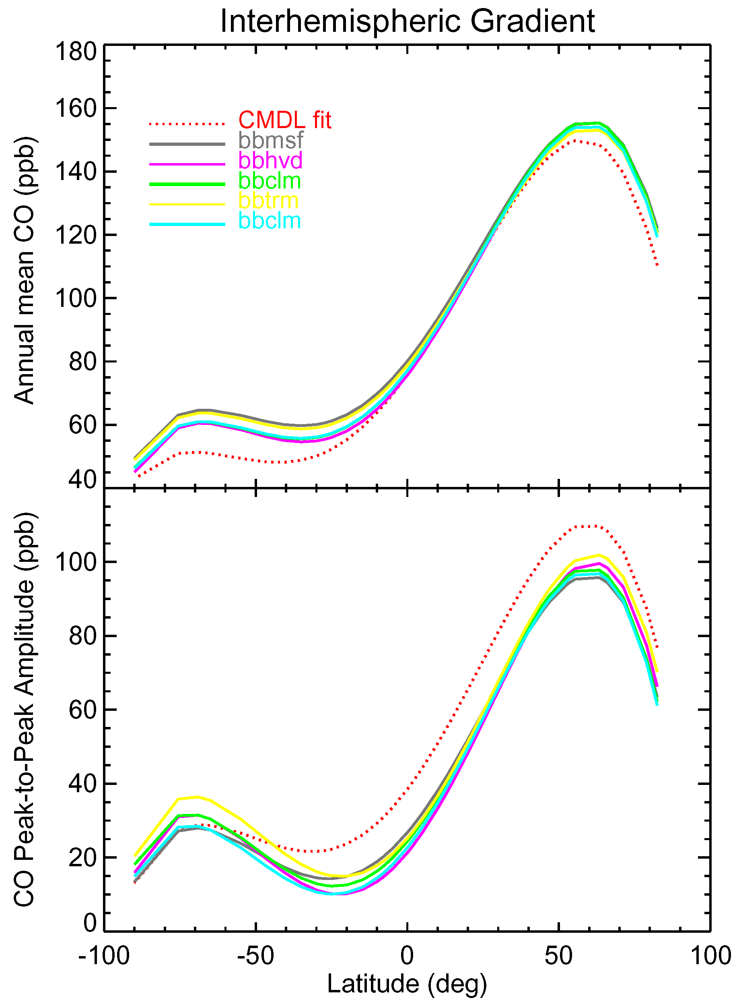 Interhemispheric Gradient
Annual mean CO (ppb)
180
160
140
120
100
80
60
40
CMDL fit
bbmsf
bbhvd
bbclm
bbtrm
bbclm
CO Peak-to-Peak Amplitude (ppb)
100
80
60
40
20
0
-100 -50 0 50 100
Latitude (deg)